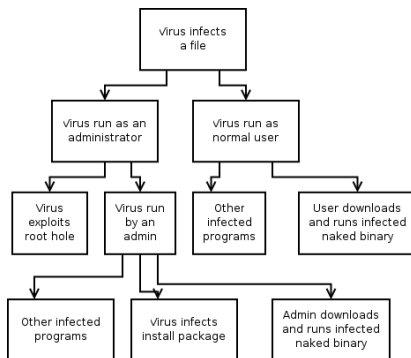 Virus infects
a file
Virus run as an
administrator
Virus run as
normal user
Virus
exploits
root hole
Virus run
by an
admin
Other
infected
programs
User downloads
and runs infected
naked binary
Other infected
programs
Virus infects
install package
Admin downloads
and runs infected
naked binary